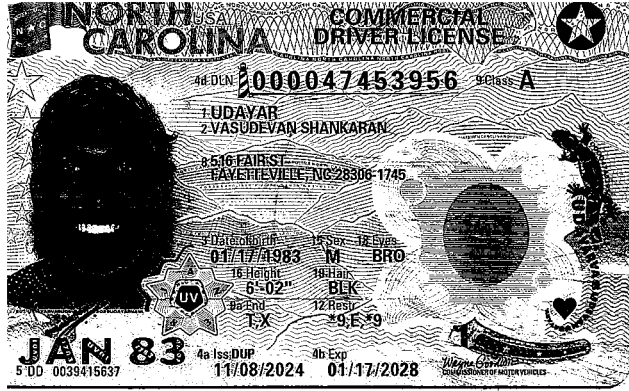 NORTH CAROLINA
USA
COMMERCIAL
DRIVER LICENSE
4d DLN 000047453956 9 Class A
1 UDAYAR
2 VASUDEVAN SHANKARAN
8 516 FAIR ST
FAYETTEVILLE, NC 28306-1745
3 Date of Birth 15 Sex 18 Eyes
01/17/1983 M BRO
16 Height 19 Hair
6'-02" BLK
9a End 12 Restr
T,X *9,E,*9
UV
JAN 83
4a Iss DUP 4b Exp
11/08/2024 01/17/2028
5 DD 0039415637
COMMISSIONER OF MOTOR VEHICLES